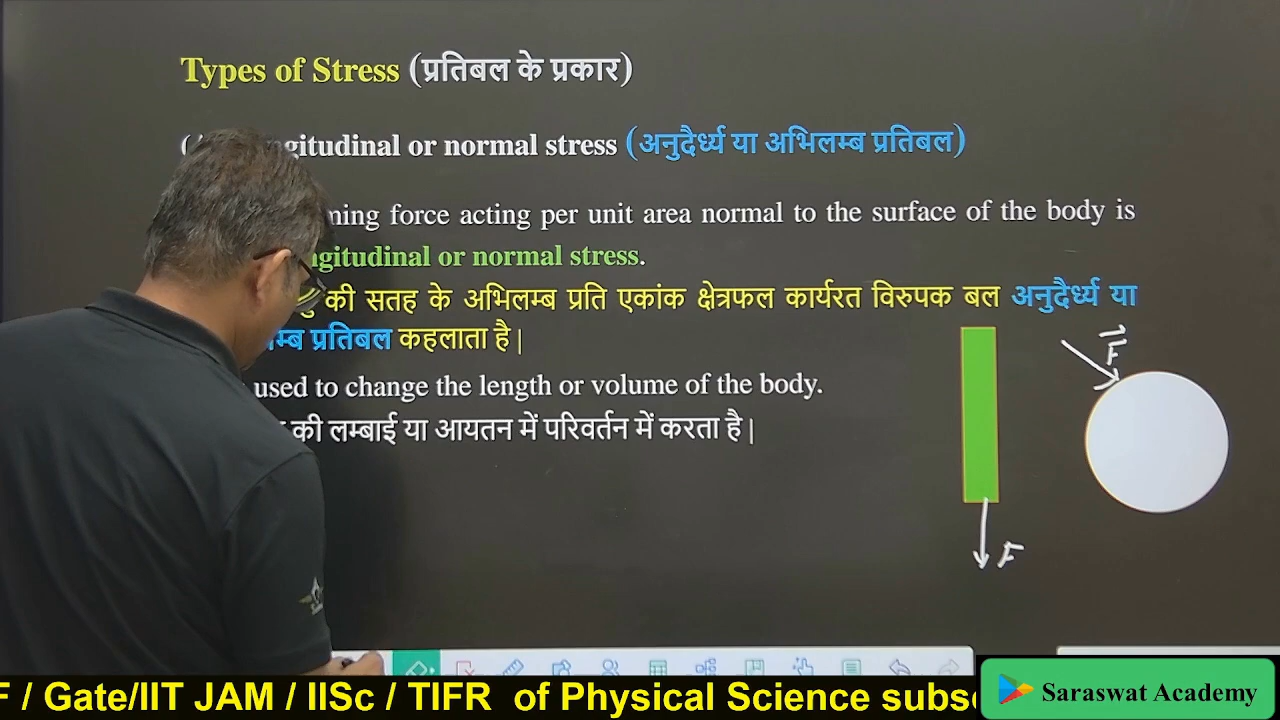 Types of Stress (प्रतिबल के प्रकार)
gitudinal or normal stress (अनुदैर्ध्य या अभिलम्ब प्रतिबल)
ming force acting per unit area normal to the surface of the body is
ngitudinal or normal stress.
की सतह के अभिलम्ब प्रति एकांक क्षेत्रफल कार्यरत विरुपक बल अनुदैर्ध्य या
म्ब प्रतिबल कहलाता है |
used to change the length or volume of the body.
की लम्बाई या आयतन में परिवर्तन में करता है |
F
F
F / Gate/IIT JAM / IISc / TIFR of Physical Science subsc
Saraswat Academy